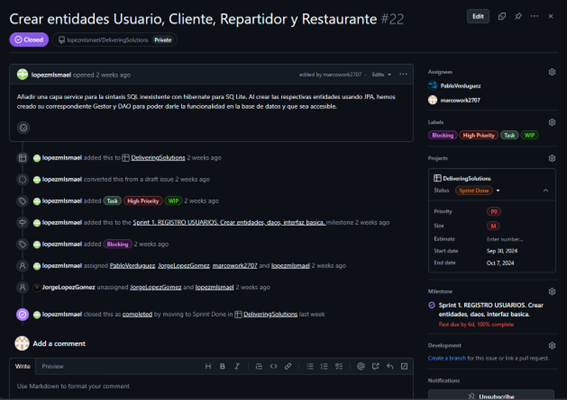 Crear entidades Usuario, Cliente, Repartidor y Restaurante #22
Edit
Closed
lopezmIsmael/DeliveringSolutions Private
lopezmIsmael opened 2 weeks ago
edited by marcowork2707 Edits
Añadir una capa service para la sintaxis SQL inexistente con hibernate para SQ Lite. Al crear las respectivas entidades usando JPA, hemos
creado su correspondiente Gestor y DAO para poder darle la funcionalidad en la base de datos y que sea accesible.
lopezmIsmael added this to DeliveringSolutions 2 weeks ago
lopezmIsmael converted this from a draft issue 2 weeks ago
lopezmIsmael added Task High Priority WIP 2 weeks ago
lopezmIsmael added this to the Sprint 1. REGISTRO USUARIOS. Crear entidades, daos, interfaz basica. milestone 2 weeks ago
lopezmIsmael added Blocking 2 weeks ago
lopezmIsmael assigned PabloVerduguez, JorgeLopezGomez, marcowork2707 and lopezmIsmael 2 weeks ago
JorgeLopezGomez unassigned JorgeLopezGomez and lopezmIsmael 2 weeks ago
lopezmIsmael closed this as completed by moving to Sprint Done in DeliveringSolutions last week
Add a comment
Write Preview
H B I
Use Markdown to format your comment
Assignees
PabloVerduguez
marcowork2707
Labels
Blocking High Priority Task WIP
Projects
DeliveringSolutions
Status Sprint Done
Priority P0
Size M
Estimate Enter number...
Start date Sep 30, 2024
End date Oct 7, 2024
Milestone
Sprint 1. REGISTRO USUARIOS. Crear
entidades, daos, interfaz basica.
Past due by 6d, 100% complete
Development
Create a branch for this issue or link a pull request.
Notifications
Unsubscribe